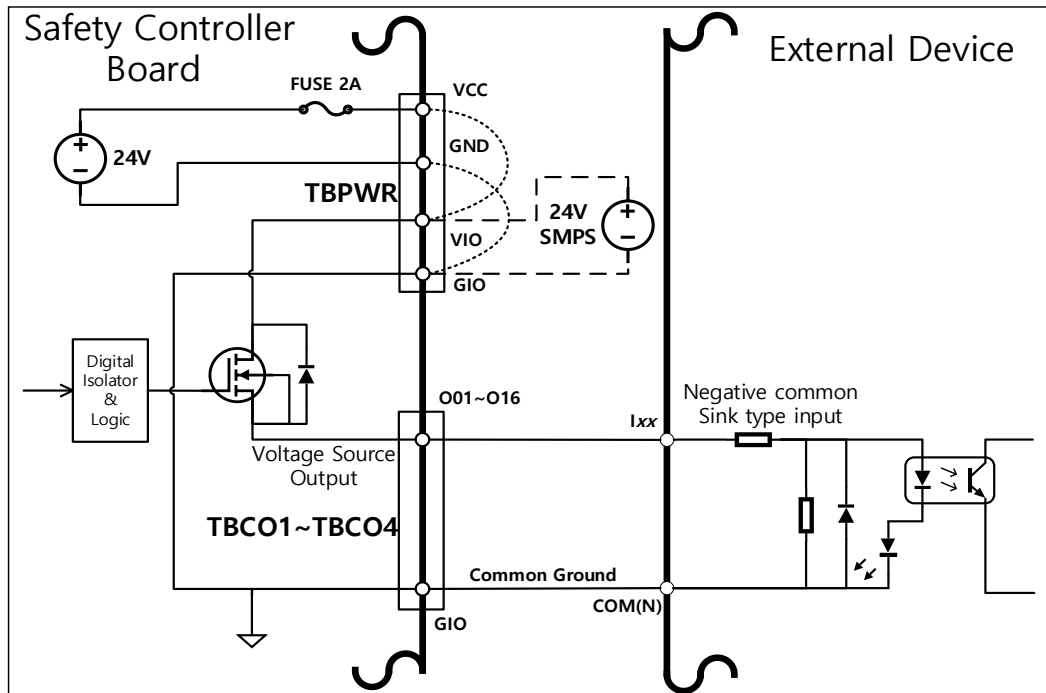 Safety Controller
Board
External Device
FUSE 2A
VCC
24V
GND
TBPWR
24V
SMPS
VIO
GIO
Digital
Isolator
&
Logic
O01~O16
Ixx
Negative common
Sink type input
Voltage Source
Output
TBCO1~TBCO4
Common Ground
COM(N)
GIO